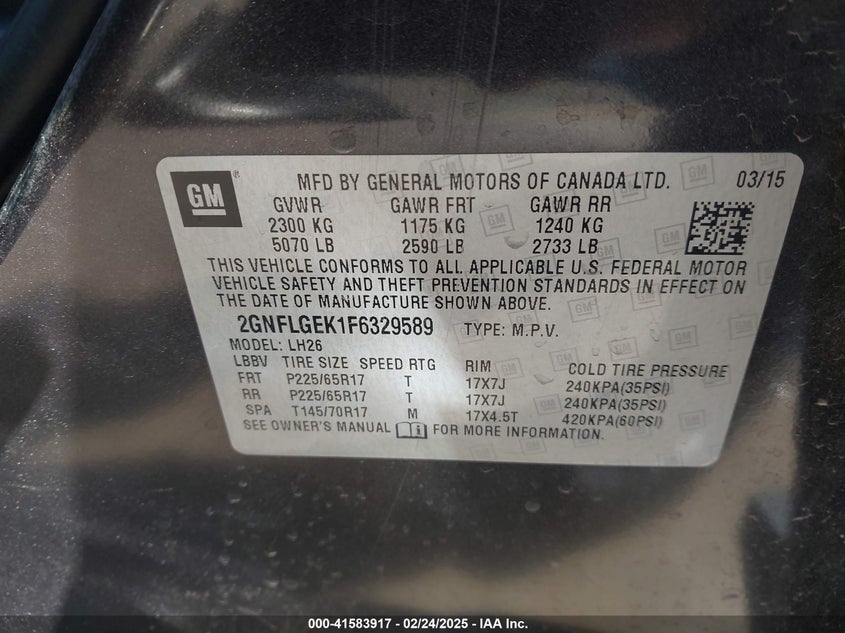 GM
MFD BY GENERAL MOTORS OF CANADA LTD. 03/15
GVWR GAWR FRT GAWR RR
2300 KG 1175 KG 1240 KG
5070 LB 2590 LB 2733 LB
THIS VEHICLE CONFORMS TO ALL APPLICABLE U.S. FEDERAL MOTOR
VEHICLE SAFETY AND THEFT PREVENTION STANDARDS IN EFFECT ON
THE DATE OF MANUFACTURE SHOWN ABOVE.
2GNFLGEK1F6329589 TYPE: M.P.V.
MODEL: LH26
LBBV TIRE SIZE SPEED RTG RIM COLD TIRE PRESSURE
FRT P225/65R17 T 17X7J 240KPA(35PSI)
RR P225/65R17 T 17X7J 240KPA(35PSI)
SPA T145/70R17 M 17X4.5T 420KPA(60PSI)
SEE OWNER'S MANUAL FOR MORE INFORMATION.
000-41583917 - 02/24/2025 - IAA Inc.